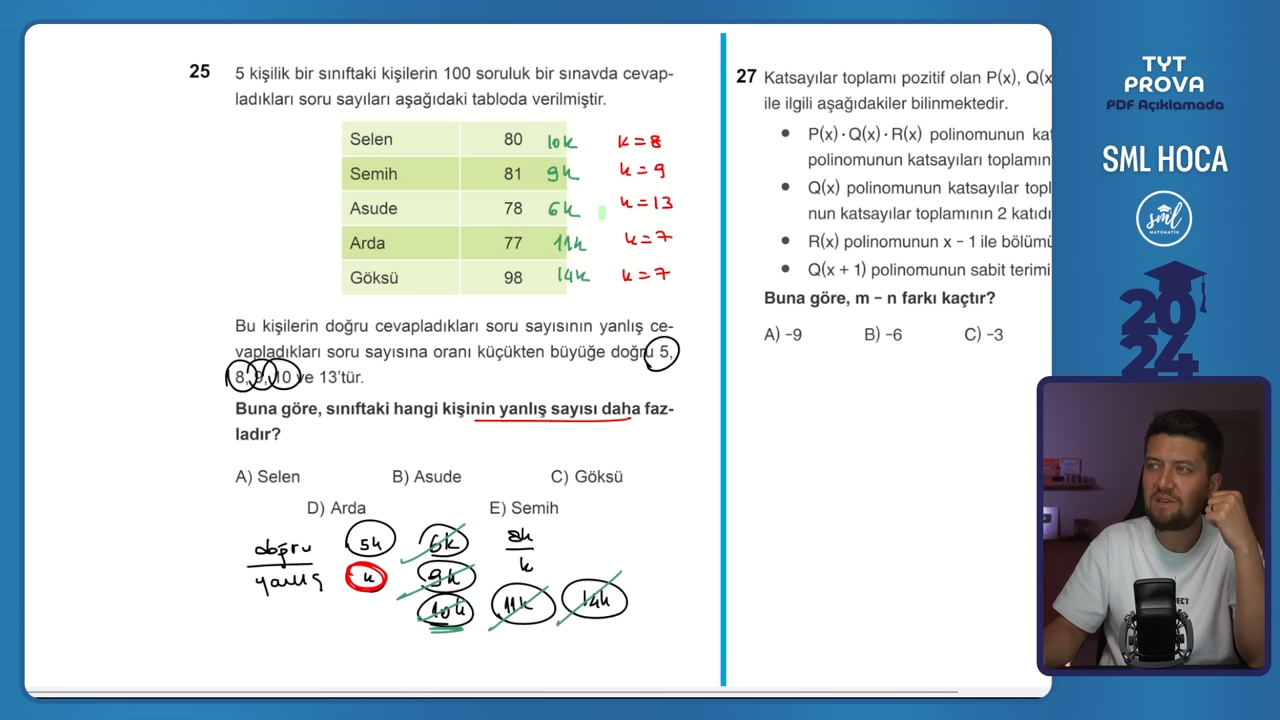 25 5 kişilik bir sınıftaki kişilerin 100 soruluk bir sınavda cevap-
ladıkları soru sayıları aşağıdaki tabloda verilmiştir.
Selen 80 10k k=8
Semih 81 9k k=9
Asude 78 6k k=13
Arda 77 11k k=7
Göksü 98 14k k=7
Bu kişilerin doğru cevapladıkları soru sayısının yanlış ce-
vapladıkları soru sayısına oranı küçükten büyüğe doğru 5,
8, 9, 10 ve 13'tür.
Buna göre, sınıftaki hangi kişinin yanlış sayısı daha faz-
ladır?
A) Selen B) Asude C) Göksü
D) Arda E) Semih
doğru 5k 6k 8k
yanlış k 9k k
10k 11k 14k
27 Katsayılar toplamı pozitif olan P(x), Q(x
ile ilgili aşağıdakiler bilinmektedir.
• P(x)·Q(x)·R(x) polinomunun kat
polinomunun katsayıları toplamın
• Q(x) polinomunun katsayılar topl
nun katsayılar toplamının 2 katıdı
• R(x) polinomunun x – 1 ile bölümü
• Q(x + 1) polinomunun sabit terimi
Buna göre, m – n farkı kaçtır?
A) –9 B) –6 C) –3
TYT
PROVA
PDF Açıklamada
SML HOCA
sml
MATEMATİK
2024